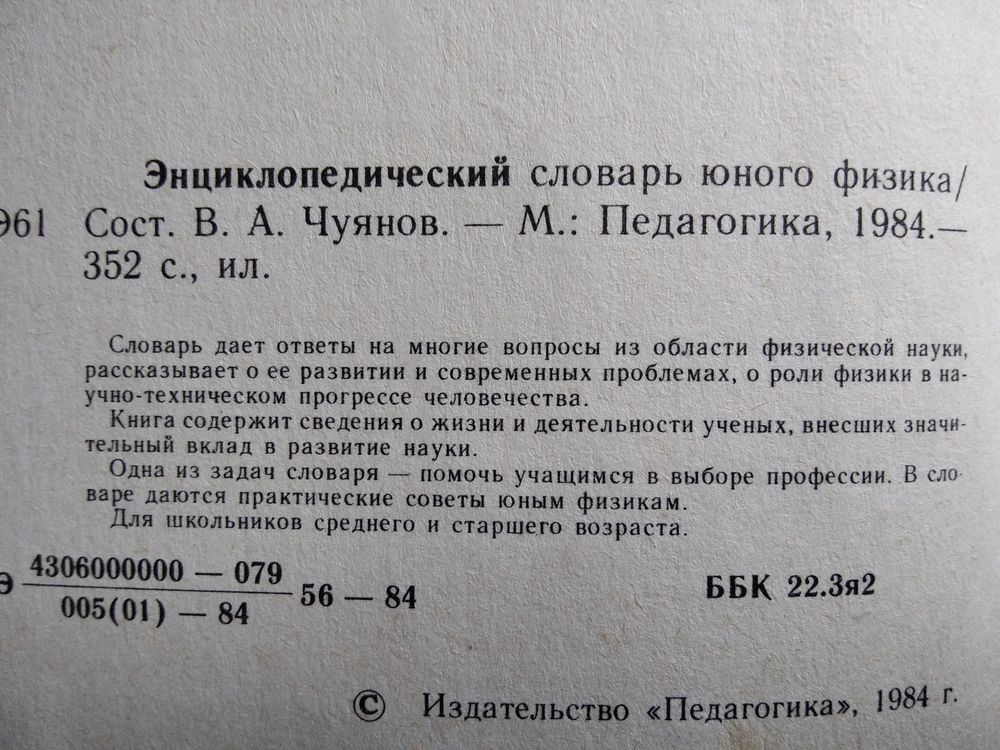 Энциклопедический словарь юного физика/
961 Сост. В. А. Чуянов. — М.: Педагогика, 1984.—
352 с., ил.
Словарь дает ответы на многие вопросы из области физической науки,
рассказывает о ее развитии и современных проблемах, о роли физики в на-
учно-техническом прогрессе человечества.
Книга содержит сведения о жизни и деятельности ученых, внесших значи-
тельный вклад в развитие науки.
Одна из задач словаря — помочь учащимся в выборе профессии. В сло-
варе даются практические советы юным физикам.
Для школьников среднего и старшего возраста.
Э 4306000000 — 079
005(01) — 84
56 — 84
ББК 22.3я2
© Издательство «Педагогика», 1984 г.